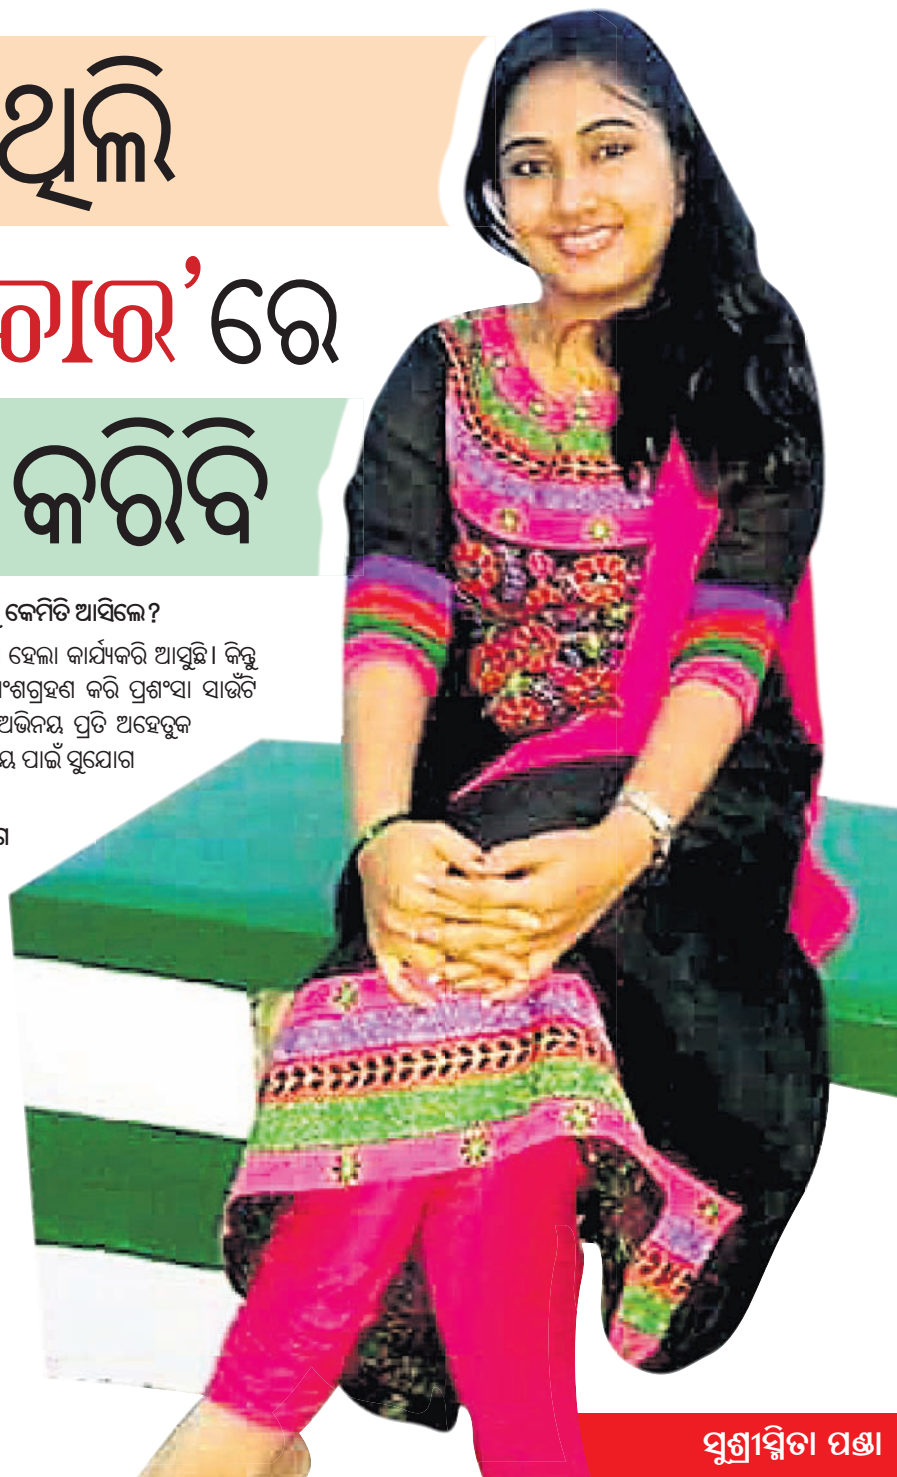 ଥିଲି
ଚାର’ରେ
କରିବି
କେମିତି ଆସିଲେ?
ହେଲା କାର୍ଯ୍ୟକରି ଆସୁଛି। କିନ୍ତୁ
ଂଶଗ୍ରହଣ କରି ପ୍ରଶଂସା ସାଉଁଟି
ଅଭିନୟ ପ୍ରତି ଅହେତୁକ
ୟ ପାଇଁ ସୁଯୋଗ
ସୁଶ୍ରୀସ୍ମିତା ପଣ୍ଡା